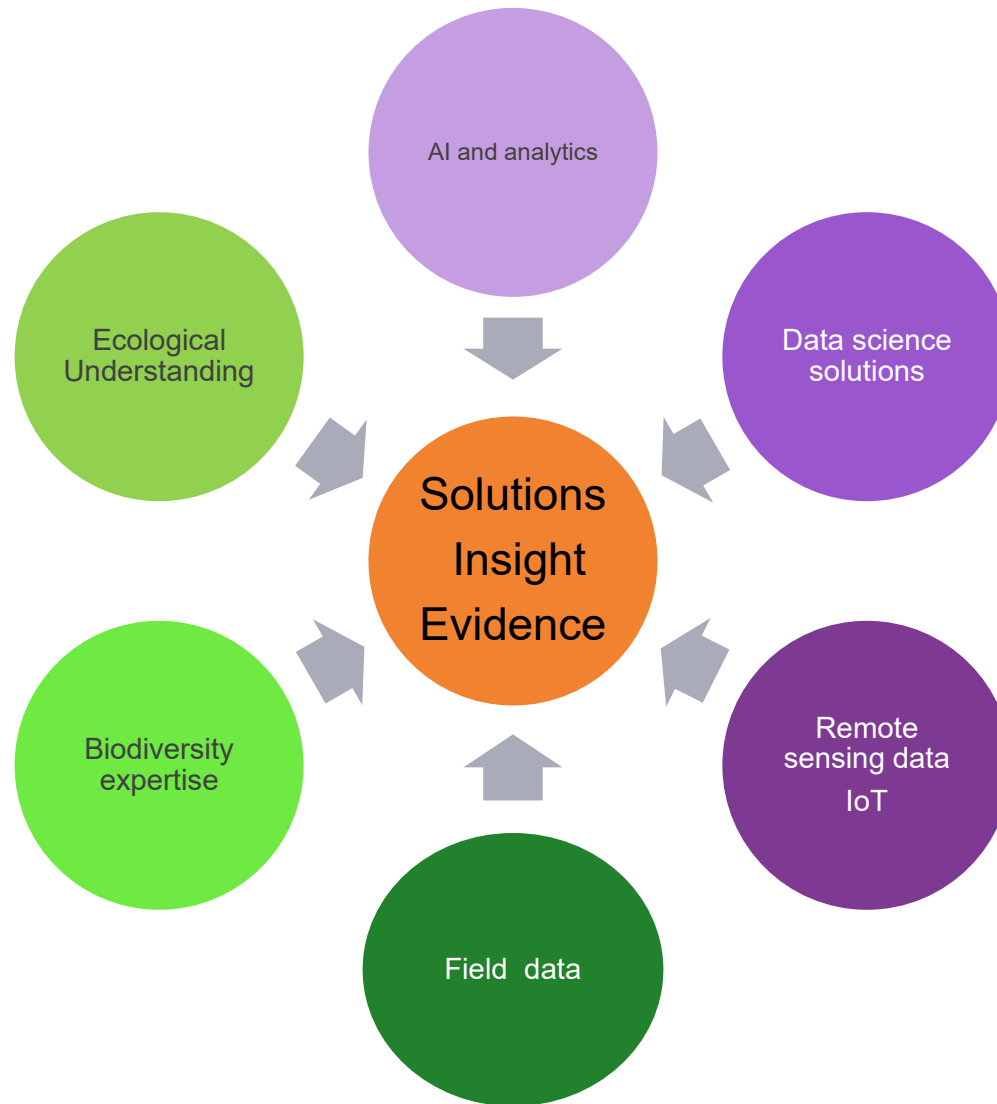 AI and analytics
Ecological
Understanding
Data science
solutions
Solutions
Insight
Evidence
Biodiversity
expertise
Remote
sensing data
IoT
Field data